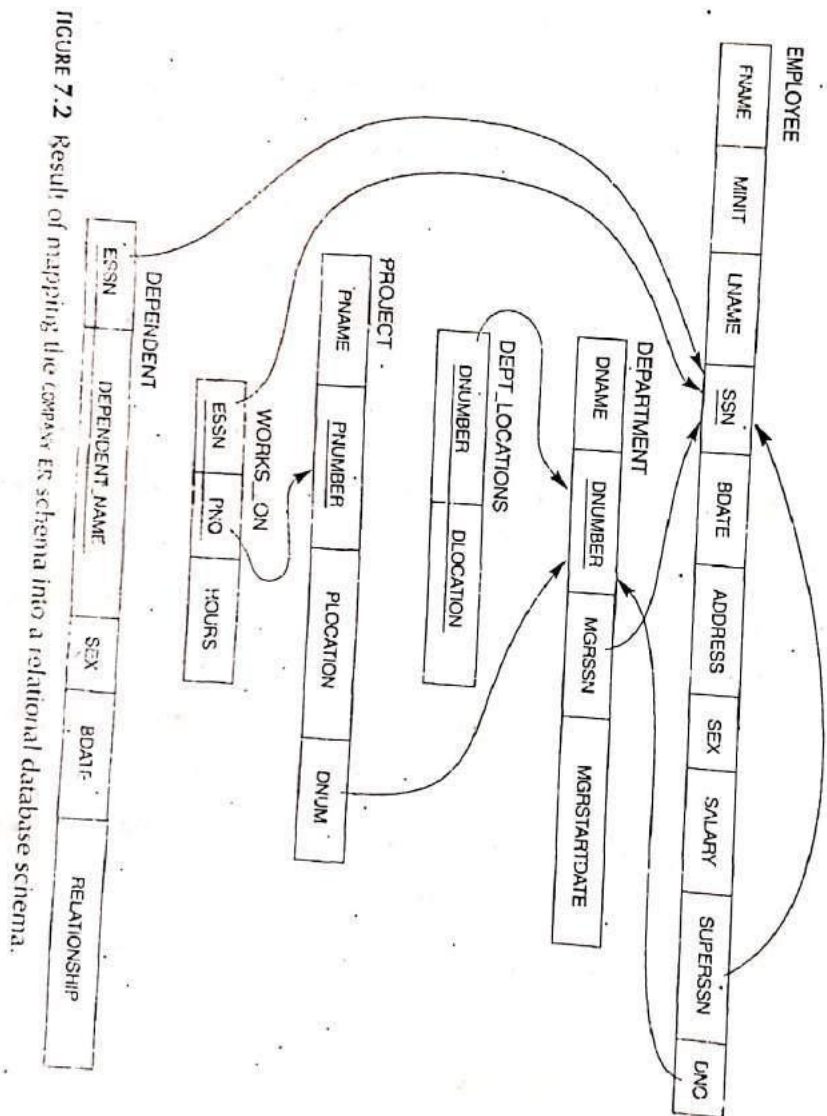 EMPLOYEE
FNAME MINIT LNAME SSN BDATE ADDRESS SEX SALARY SUPERSSN DNO
DEPARTMENT
DNAME DNUMBER MGRSSN MGRSTARTDATE
DEPT_LOCATIONS
DNUMBER DLOCATION
PROJECT
PNAME PNUMBER PLOCATION DNUM
WORKS_ON
ESSN PNO HOURS
DEPENDENT
ESSN DEPENDENT_NAME SEX BDATE RELATIONSHIP
FIGURE 7.2 Result of mapping the COMPANY ER schema into a relational database schema.